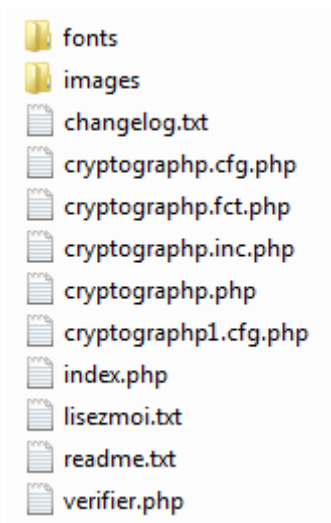 fonts
images
changelog.txt
cryptographp.cfg.php
cryptographp.fct.php
cryptographp.inc.php
cryptographp.php
cryptographp1.cfg.php
index.php
lisezmoi.txt
readme.txt
verifier.php